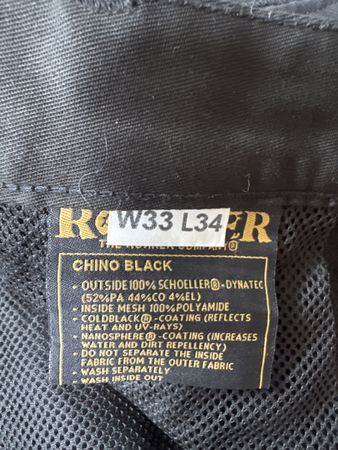 W33 L34
THE ROKKER COMPANY®
CHINO BLACK
- OUTSIDE 100% SCHOELLER®-DYNATEC
(52%PA 44%CO 4%EL)
- INSIDE MESH 100% POLYAMIDE
- COLDBLACK®-COATING (REFLECTS
HEAT AND UV-RAYS)
- NANOSPHERE®-COATING (INCREASES
WATER AND DIRT REPELLENCY)
- DO NOT SEPARATE THE INSIDE
FABRIC FROM THE OUTER FABRIC
- WASH SEPARATELY
- WASH INSIDE OUT